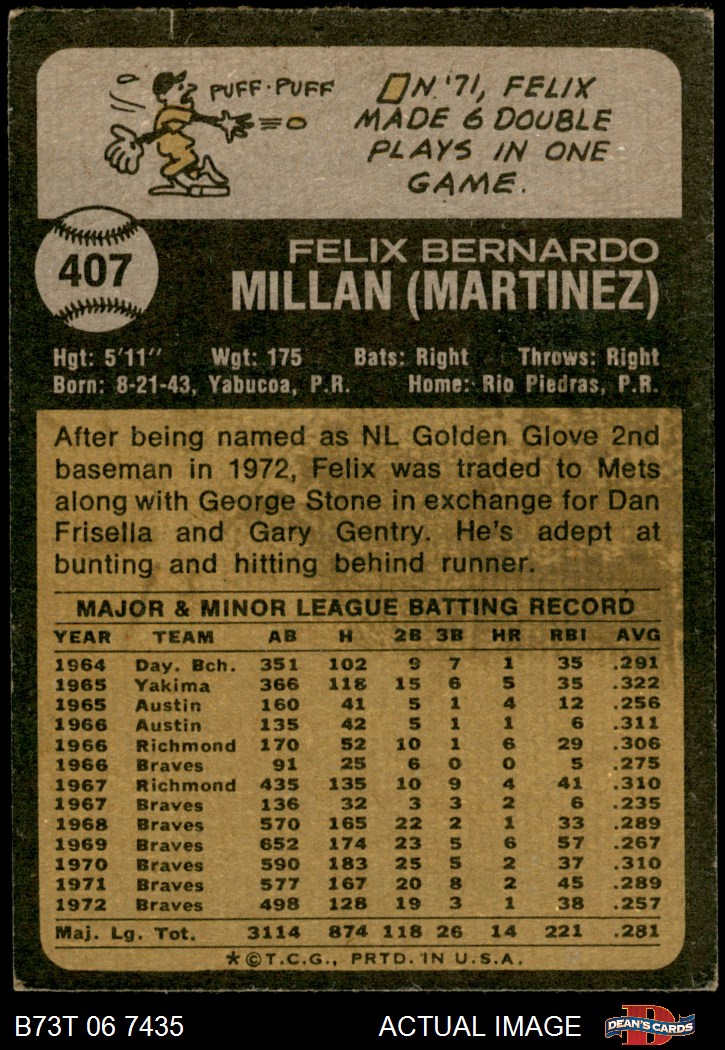 PUFF-PUFF
ON '71, FELIX
MADE 6 DOUBLE
PLAYS IN ONE
GAME.
407
FELIX BERNARDO
MILLAN (MARTINEZ)
Hgt: 5'11" Wgt: 175 Bats: Right Throws: Right
Born: 8-21-43, Yabucoa, P.R. Home: Rio Piedras, P.R.
After being named as NL Golden Glove 2nd
baseman in 1972, Felix was traded to Mets
along with George Stone in exchange for Dan
Frisella and Gary Gentry. He's adept at
bunting and hitting behind runner.
MAJOR & MINOR LEAGUE BATTING RECORD
YEAR TEAM AB H 2B 3B HR RBI AVG
1964 Day. Bch. 351 102 9 7 1 35 .291
1965 Yakima 366 118 15 6 5 35 .322
1965 Austin 160 41 5 1 4 12 .256
1966 Austin 135 42 5 1 1 6 .311
1966 Richmond 170 52 10 1 6 29 .306
1966 Braves 91 25 6 0 0 5 .275
1967 Richmond 435 135 10 9 4 41 .310
1967 Braves 136 32 3 3 2 6 .235
1968 Braves 570 165 22 2 1 33 .289
1969 Braves 652 174 23 5 6 57 .267
1970 Braves 590 183 25 5 2 37 .310
1971 Braves 577 167 20 8 2 45 .289
1972 Braves 498 128 19 3 1 38 .257
Maj. Lg. Tot. 3114 874 118 26 14 221 .281
*©T.C.G., PRTD. IN U.S.A.
B73T 06 7435 ACTUAL IMAGE
D
DEAN'S CARDS